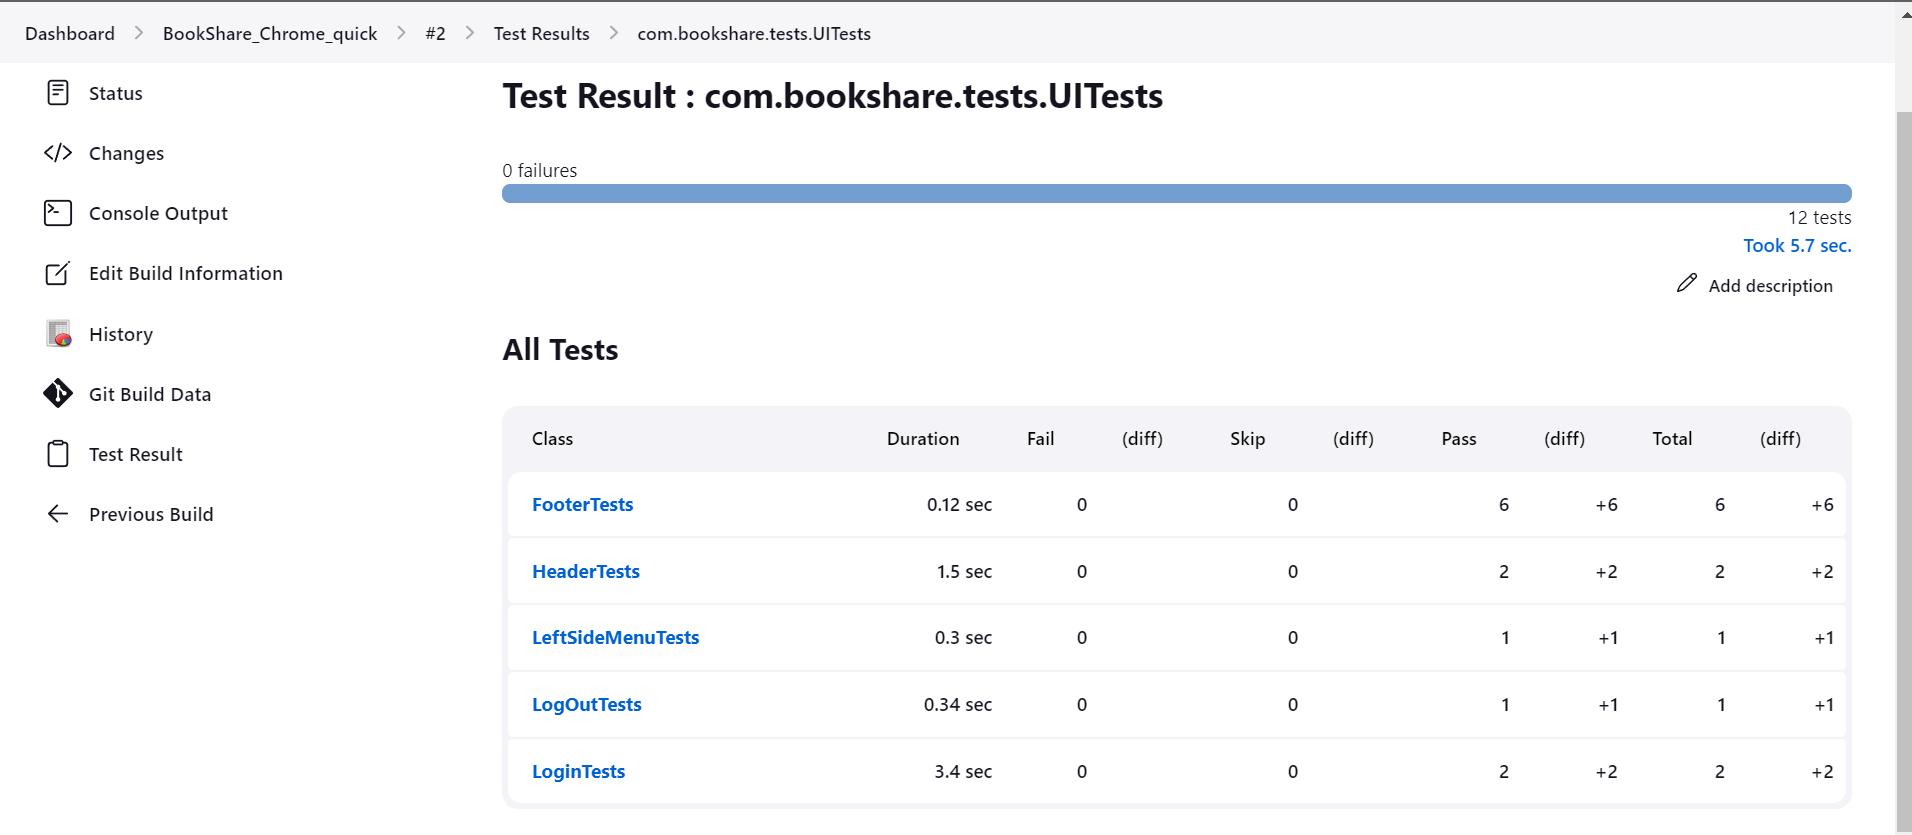 Dashboard > BookShare_Chrome_quick > #2 > Test Results > com.bookshare.tests.UITests
Status
Changes
Console Output
Edit Build Information
History
Git Build Data
Test Result
Previous Build
Test Result : com.bookshare.tests.UITests
0 failures
12 tests
Took 5.7 sec.
Add description
All Tests
Class Duration Fail (diff) Skip (diff) Pass (diff) Total (diff)
FooterTests 0.12 sec 0 0 6 +6 6 +6
HeaderTests 1.5 sec 0 0 2 +2 2 +2
LeftSideMenuTests 0.3 sec 0 0 1 +1 1 +1
LogOutTests 0.34 sec 0 0 1 +1 1 +1
LoginTests 3.4 sec 0 0 2 +2 2 +2